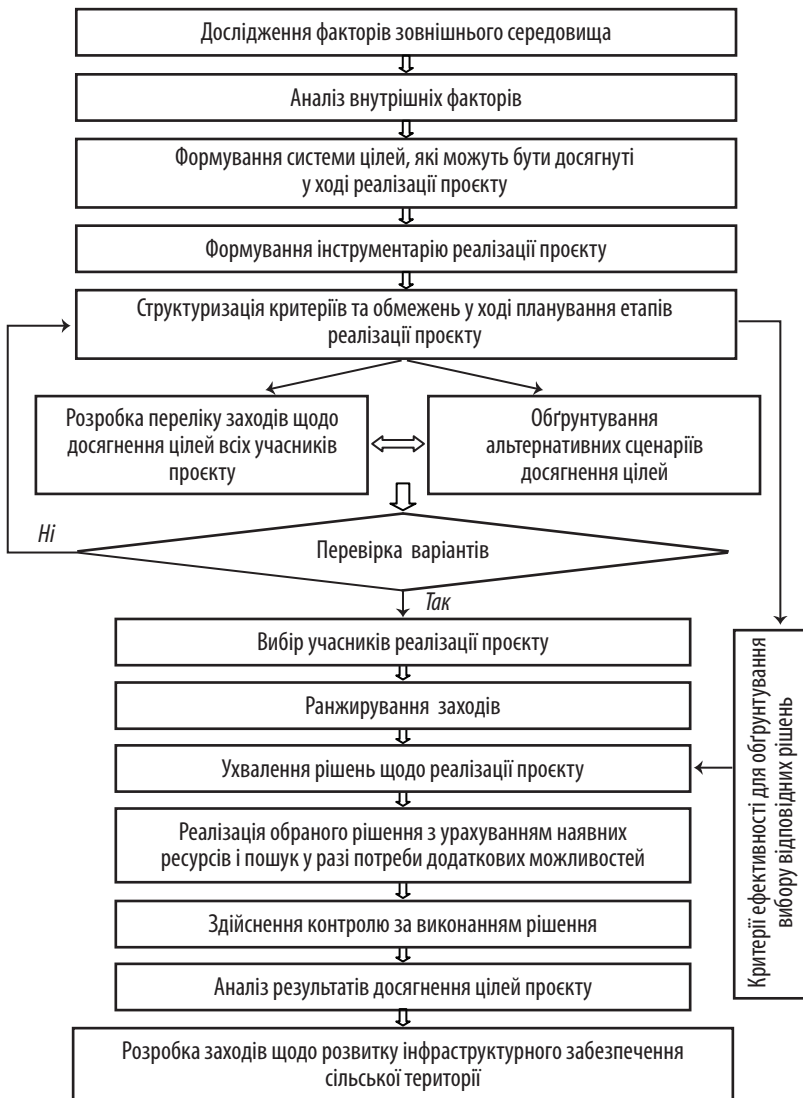 Дослідження факторів зовнішнього середовища
Аналіз внутрішніх факторів
Формування системи цілей, які можуть бути досягнуті
у ході реалізації проєкту
Формування інструментарію реалізації проєкту
Структуризація критеріїв та обмежень у ході планування етапів
реалізації проєкту
Розробка переліку заходів щодо
досягнення цілей всіх учасників
проєкту
Обґрунтування
альтернативних сценаріїв
досягнення цілей
Ні
Перевірка варіантів
Так
Вибір учасників реалізації проєкту
Ранжирування заходів
Ухвалення рішень щодо реалізації проєкту
Критерії ефективності для обґрунтування
вибору відповідних рішень
Реалізація обраного рішення з урахуванням наявних
ресурсів і пошук у разі потреби додаткових можливостей
Здійснення контролю за виконанням рішення
Аналіз результатів досягнення цілей проєкту
Розробка заходів щодо розвитку інфраструктурного забезпечення
сільської території